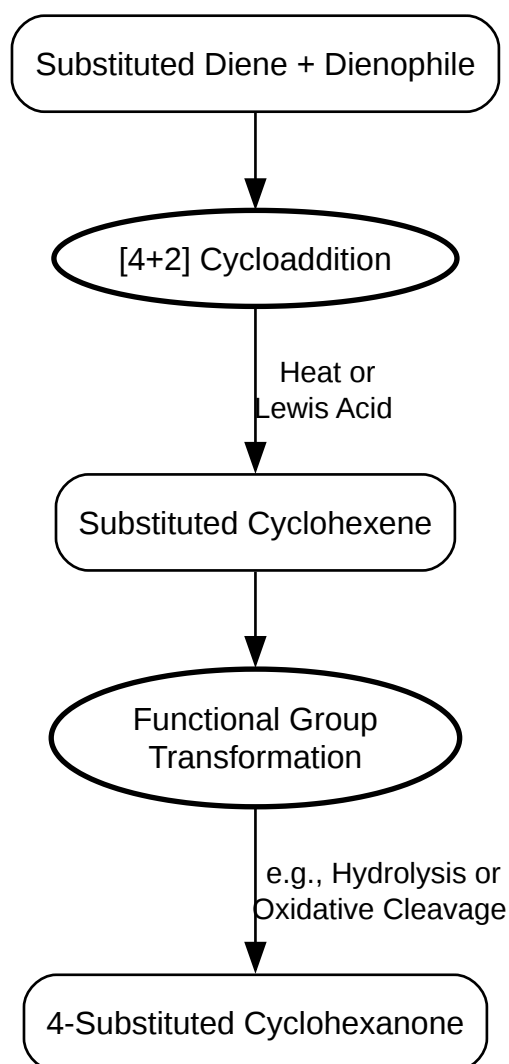 Substituted Diene + Dienophile
[4+2] Cycloaddition
Heat or
Lewis Acid
Substituted Cyclohexene
Functional Group
Transformation
e.g., Hydrolysis or
Oxidative Cleavage
4-Substituted Cyclohexanone